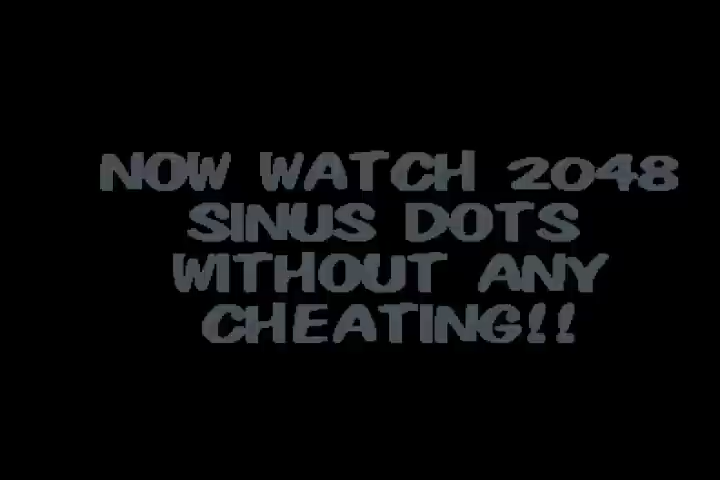 NOW WATCH 2048
SINUS DOTS
WITHOUT ANY
CHEATING!!